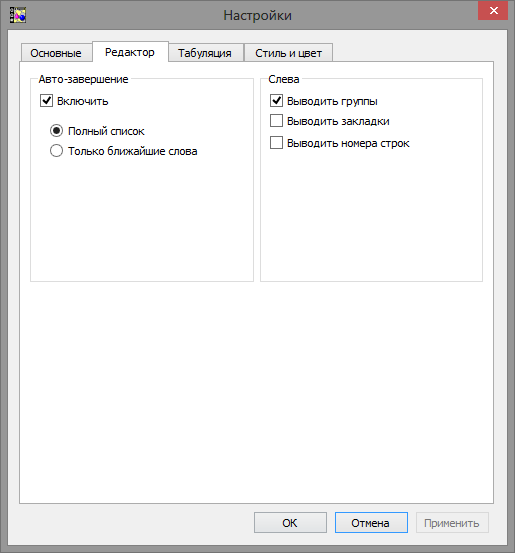 Настройки
Основные
Редактор
Табуляция
Стиль и цвет
Авто-завершение
Включить
Полный список
Только ближайшие слова
Слева
Выводить группы
Выводить закладки
Выводить номера строк
OK
Отмена
Применить